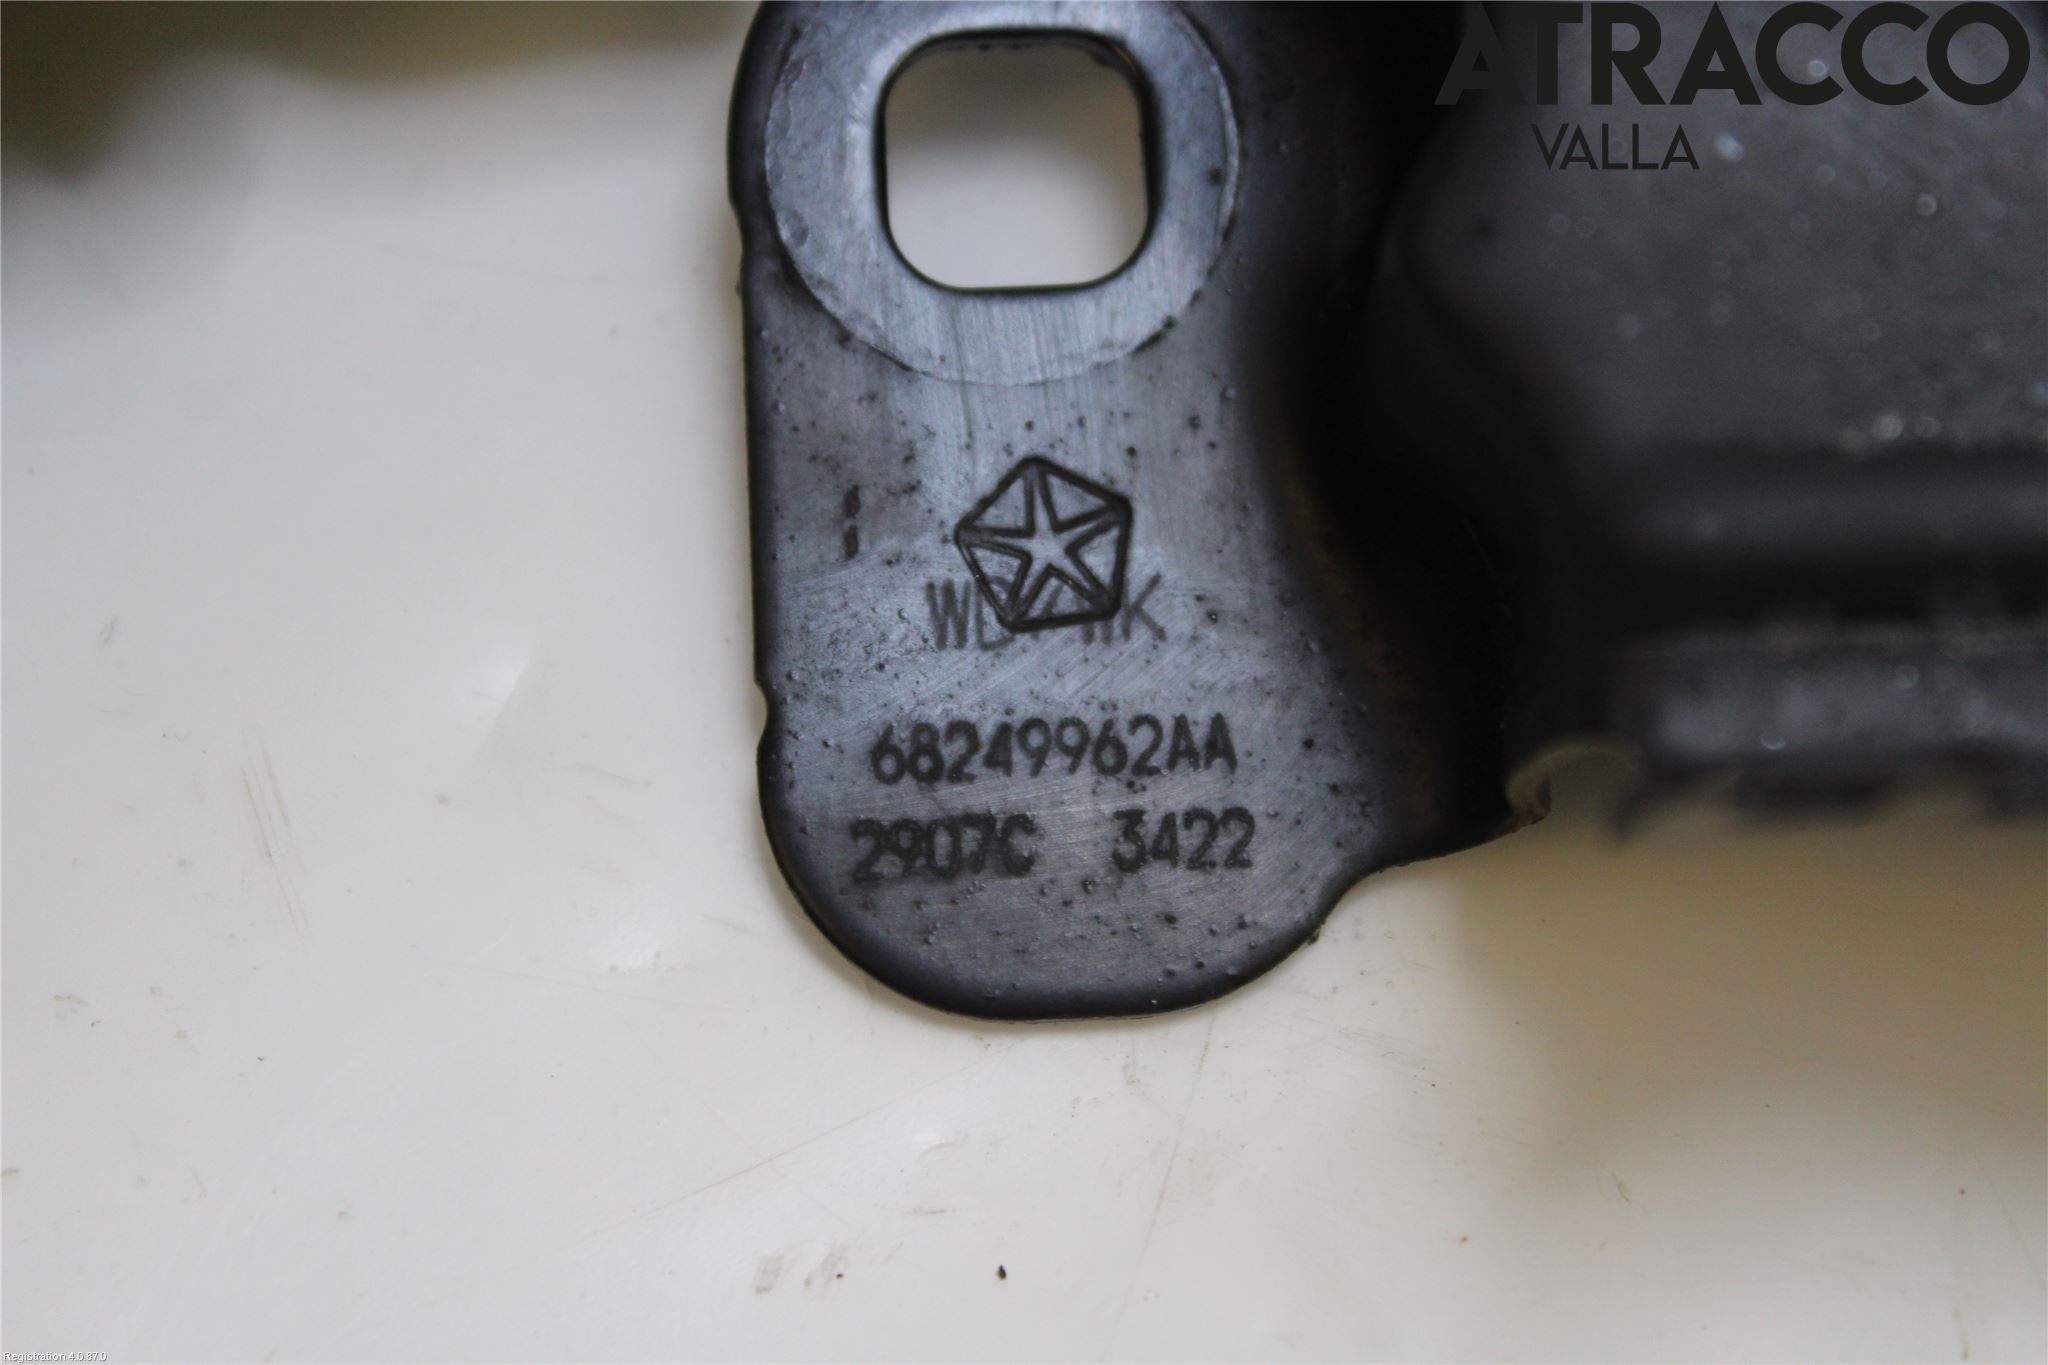 ATRACCO
VALLA
68249962AA
2907C 3422
Registration 4.0.87.0